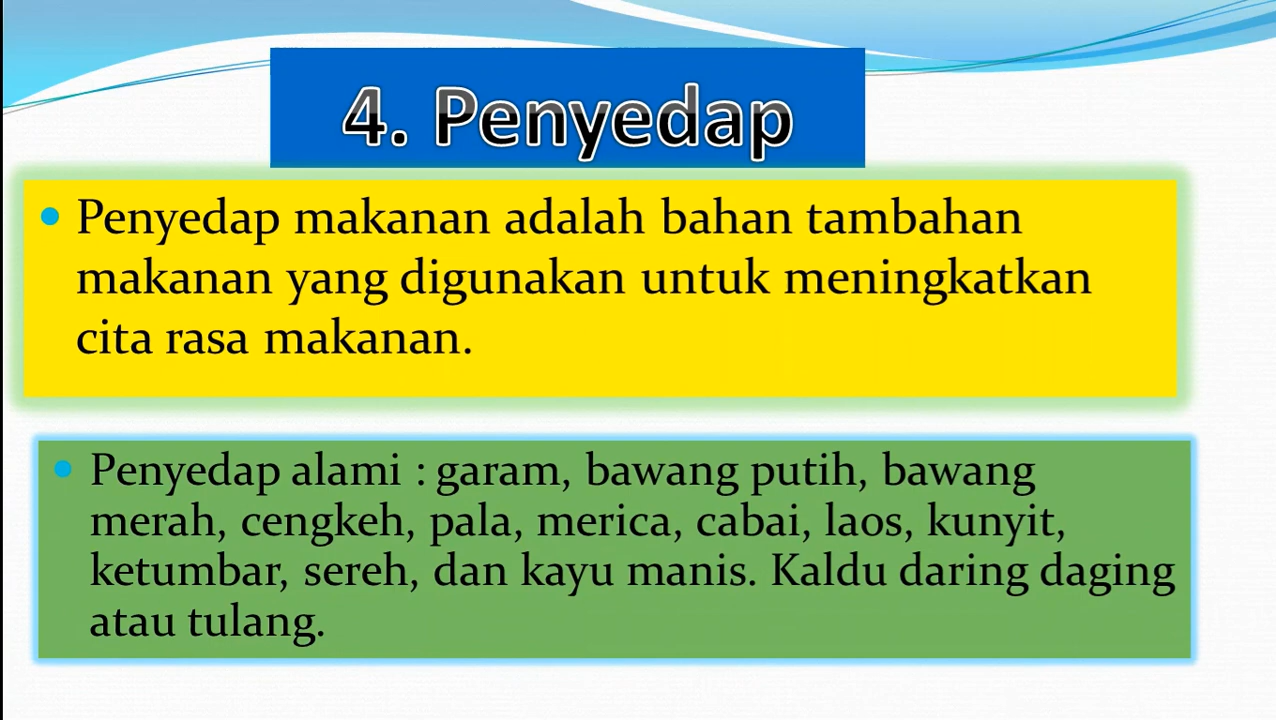 4. Penyedap
• Penyedap makanan adalah bahan tambahan
makanan yang digunakan untuk meningkatkan
cita rasa makanan.
• Penyedap alami : garam, bawang putih, bawang
merah, cengkeh, pala, merica, cabai, laos, kunyit,
ketumbar, sereh, dan kayu manis. Kaldu daring daging
atau tulang.